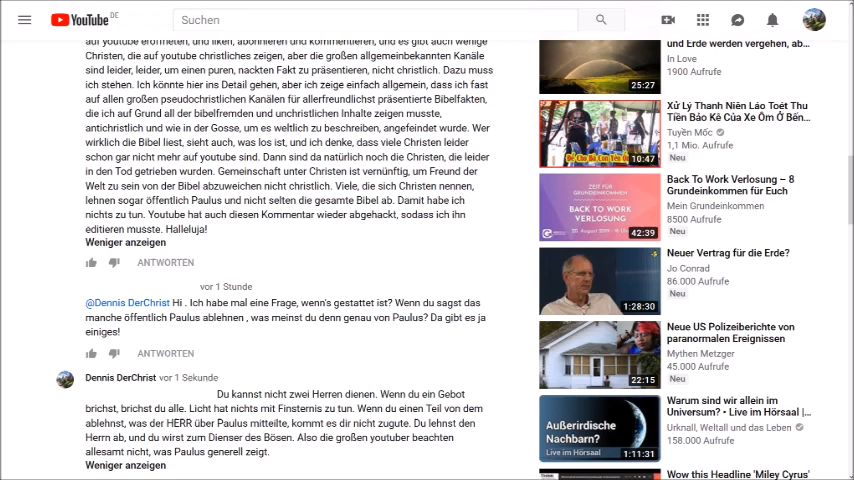 YouTube DE
Suchen
auf youtube eröffneten, und liken, abonnieren und kommentieren, und es gibt auch wenige
Christen, die auf youtube christliches zeigen, aber die großen allgemeinbekannten Kanäle
sind leider, leider, um einen puren, nackten Fakt zu präsentieren, nicht christlich. Dazu muss
ich stehen. Ich könnte hier ins Detail gehen, aber ich zeige einfach allgemein, dass ich fast
auf allen großen pseudochristlichen Kanälen für allerfreundlichst präsentierte Bibelfakten,
die ich auf Grund all der bibelfremden und unchristlichen Inhalte zeigen musste,
antichristlich und wie in der Gosse, um es weltlich zu beschreiben, angefeindet wurde. Wer
wirklich die Bibel liest, sieht auch, was los ist, und ich denke, dass viele Christen leider
schon gar nicht mehr auf youtube sind. Dann sind da natürlich noch die Christen, die leider
in den Tod getrieben wurden. Gemeinschaft unter Christen ist vernünftig, um Freund der
Welt zu sein von der Bibel abzuweichen nicht christlich. Viele, die sich Christen nennen,
lehnen sogar öffentlich Paulus und nicht selten die gesamte Bibel ab. Damit habe ich
nichts zu tun. Youtube hat auch diesen Kommentar wieder abgehackt, sodass ich ihn
editieren musste. Halleluja!
Weniger anzeigen
ANTWORTEN
vor 1 Stunde
@Dennis DerChrist Hi . Ich habe mal eine Frage, wenn's gestattet ist? Wenn du sagst das
manche öffentlich Paulus ablehnen , was meinst du denn genau von Paulus? Da gibt es ja
einiges!
ANTWORTEN
Dennis DerChrist vor 1 Sekunde
Du kannst nicht zwei Herren dienen. Wenn du ein Gebot
brichst, brichst du alle. Licht hat nichts mit Finsternis zu tun. Wenn du einen Teil von dem
ablehnst, was der HERR über Paulus mitteilte, kommt es dir nicht zugute. Du lehnst den
Herrn ab, und du wirst zum Dienser des Bösen. Also die großen youtuber beachten
allesamt nicht, was Paulus generell zeigt.
Weniger anzeigen
und Erde werden vergehen, ab...
In Love
1900 Aufrufe
25:27
Xử Lý Thanh Niên Láo Toét Thu
Tiền Bảo Kê Của Xe Ôm Ở Bến...
Tuyền Mốc
1,1 Mio. Aufrufe
Neu
10:47
Back To Work Verlosung – 8
Grundeinkommen für Euch
Mein Grundeinkommen
8500 Aufrufe
Neu
ZEIT FÜR
GRUNDEINKOMMEN
BACK TO WORK
VERLOSUNG
42:39
Neuer Vertrag für die Erde?
Jo Conrad
86.000 Aufrufe
Neu
1:28:30
Neue US Polizeiberichte von
paranormalen Ereignissen
Mythen Metzger
45.000 Aufrufe
Neu
22:15
Warum sind wir allein im
Universum? • Live im Hörsaal |...
Urknall, Weltall und das Leben
158.000 Aufrufe
Außerirdische
Nachbarn?
Live im Hörsaal
1:11:31
Wow this Headline 'Miley Cyrus'